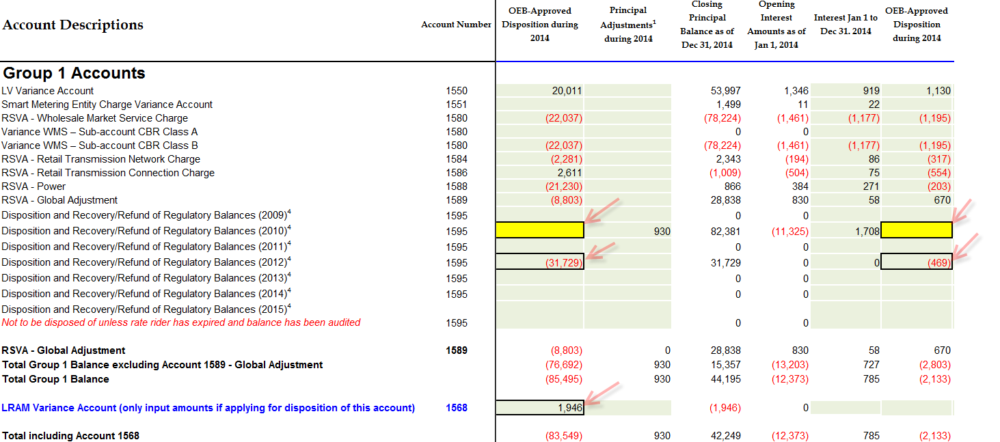 Account Descriptions Account Number OEB-Approved Disposition during 2014 Principal Adjustments1 during 2014 Closing Principal Balance as of Dec 31, 2014 Opening Interest Amounts as of Jan 1, 2014 Interest Jan 1 to Dec 31. 2014 OEB-Approved Disposition during 2014
Group 1 Accounts
LV Variance Account 1550 20,011 53,997 1,346 919 1,130
Smart Metering Entity Charge Variance Account 1551 1,499 11 22
RSVA - Wholesale Market Service Charge 1580 (22,037) (78,224) (1,461) (1,177) (1,195)
Variance WMS – Sub-account CBR Class A 1580 0 0
Variance WMS – Sub-account CBR Class B 1580 (22,037) (78,224) (1,461) (1,177) (1,195)
RSVA - Retail Transmission Network Charge 1584 (2,281) 2,343 (194) 86 (317)
RSVA - Retail Transmission Connection Charge 1586 2,611 (1,009) (504) 75 (554)
RSVA - Power 1588 (21,230) 866 384 271 (203)
RSVA - Global Adjustment 1589 (8,803) 28,838 830 58 670
Disposition and Recovery/Refund of Regulatory Balances (2009)4 1595 0 0
Disposition and Recovery/Refund of Regulatory Balances (2010)4 1595 930 82,381 (11,325) 1,708
Disposition and Recovery/Refund of Regulatory Balances (2011)4 1595 0 0
Disposition and Recovery/Refund of Regulatory Balances (2012)4 1595 (31,729) 31,729 0 0 (469)
Disposition and Recovery/Refund of Regulatory Balances (2013)4 1595 0 0
Disposition and Recovery/Refund of Regulatory Balances (2014)4 1595 0 0
Disposition and Recovery/Refund of Regulatory Balances (2015)4
Not to be disposed of unless rate rider has expired and balance has been audited 1595 0 0
RSVA - Global Adjustment 1589 (8,803) 0 28,838 830 58 670
Total Group 1 Balance excluding Account 1589 - Global Adjustment (76,692) 930 15,357 (13,203) 727 (2,803)
Total Group 1 Balance (85,495) 930 44,195 (12,373) 785 (2,133)
LRAM Variance Account (only input amounts if applying for disposition of this account) 1568 1,946 (1,946) 0
Total including Account 1568 (83,549) 930 42,249 (12,373) 785 (2,133)